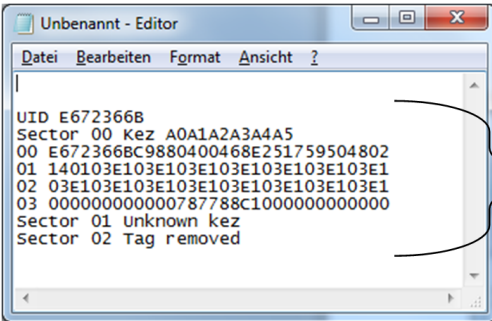 Unbenannt - Editor
Datei Bearbeiten Format Ansicht ?
UID E672366B
Sector 00 Kez A0A1A2A3A4A5
00 E672366BC9880400468E251759504802
01 140103E103E103E103E103E103E103E1
02 03E103E103E103E103E103E103E103E1
03 000000000000787788C1000000000000
Sector 01 Unknown kez
Sector 02 Tag removed